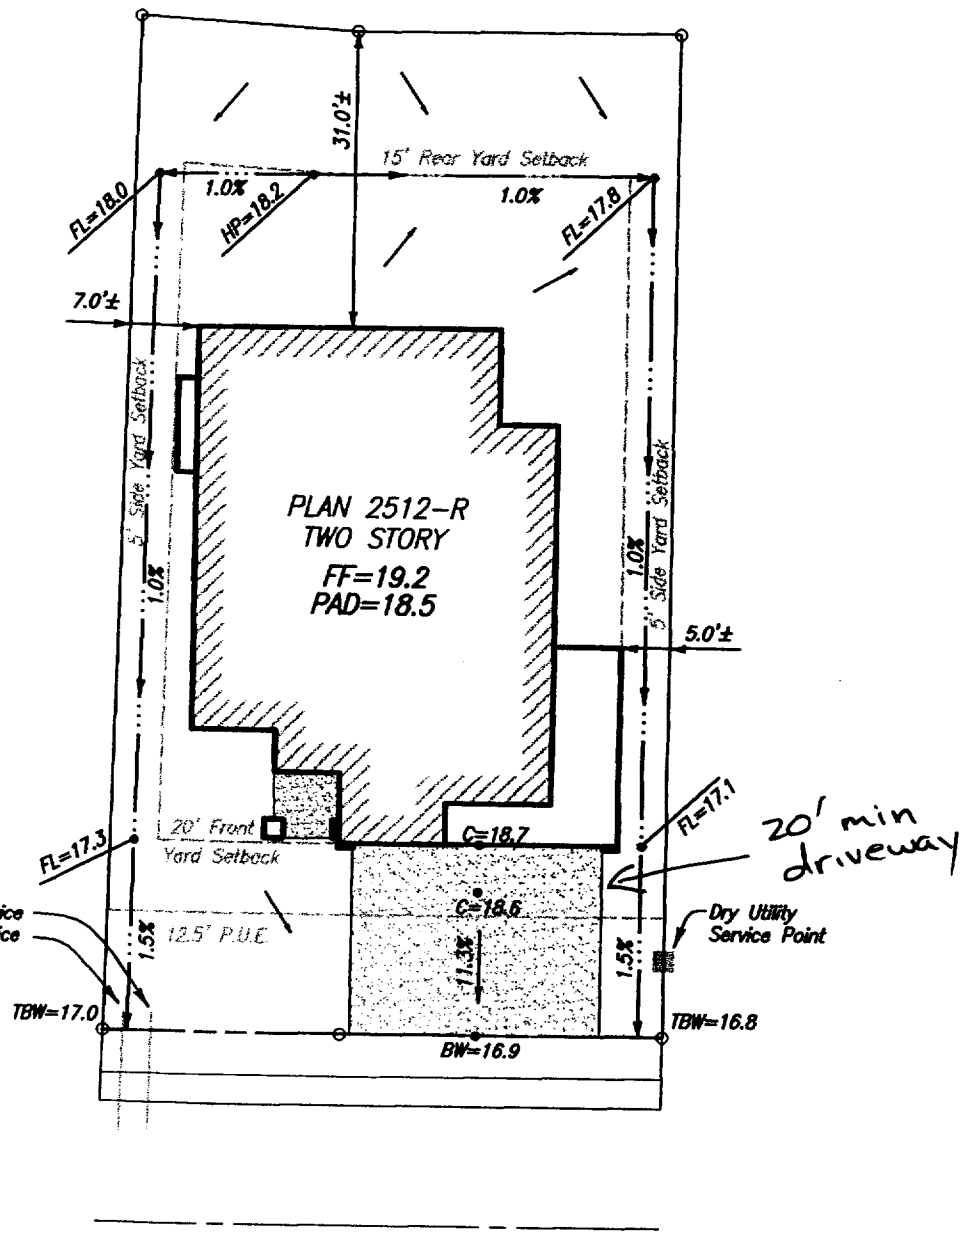 31.0'±
15' Rear Yard Setback
1.0%
1.0%
FL=18.0
HP=18.2
FL=17.8
7.0'±
5' Side Yard Setback
1.0%
PLAN 2512-R
TWO STORY
FF=19.2
PAD=18.5
1.0%
5' Side Yard Setback
5.0'±
20' Front
Yard Setback
FL=17.3
C=18.7
FL=17.1
20' min
driveway
C=18.6
12.5' P.U.E.
1.5%
11.3%
1.5%
Dry Utility
Service Point
TBW=17.0
BW=16.9
TBW=16.8